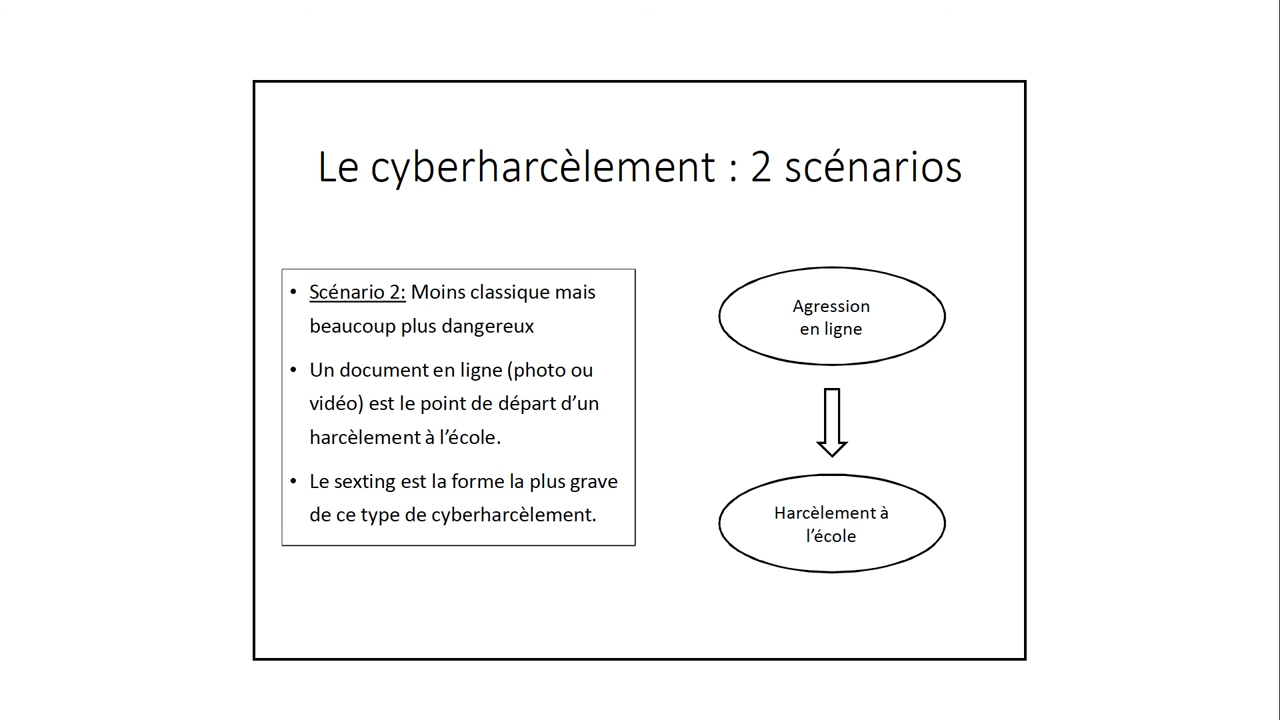 Le cyberharcèlement : 2 scénarios
• Scénario 2: Moins classique mais
beaucoup plus dangereux
• Un document en ligne (photo ou
vidéo) est le point de départ d’un
harcèlement à l’école.
• Le sexting est la forme la plus grave
de ce type de cyberharcèlement.
Agression
en ligne
Harcèlement à
l’école